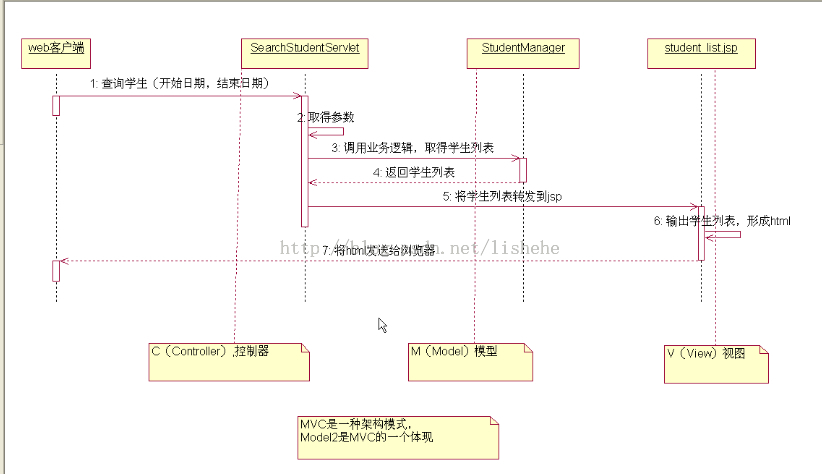 web客户端
SearchStudentServlet
StudentManager
student_list.jsp
1: 查询学生（开始日期，结束日期）
2: 取得参数
3: 调用业务逻辑，取得学生列表
4: 返回学生列表
5: 将学生列表转发到jsp
6: 输出学生列表，形成html
7: 将html发送给浏览器
C（Controller）控制器
M（Model）模型
V（View）视图
MVC是一种架构模式，
Model2是MVC的一个体现